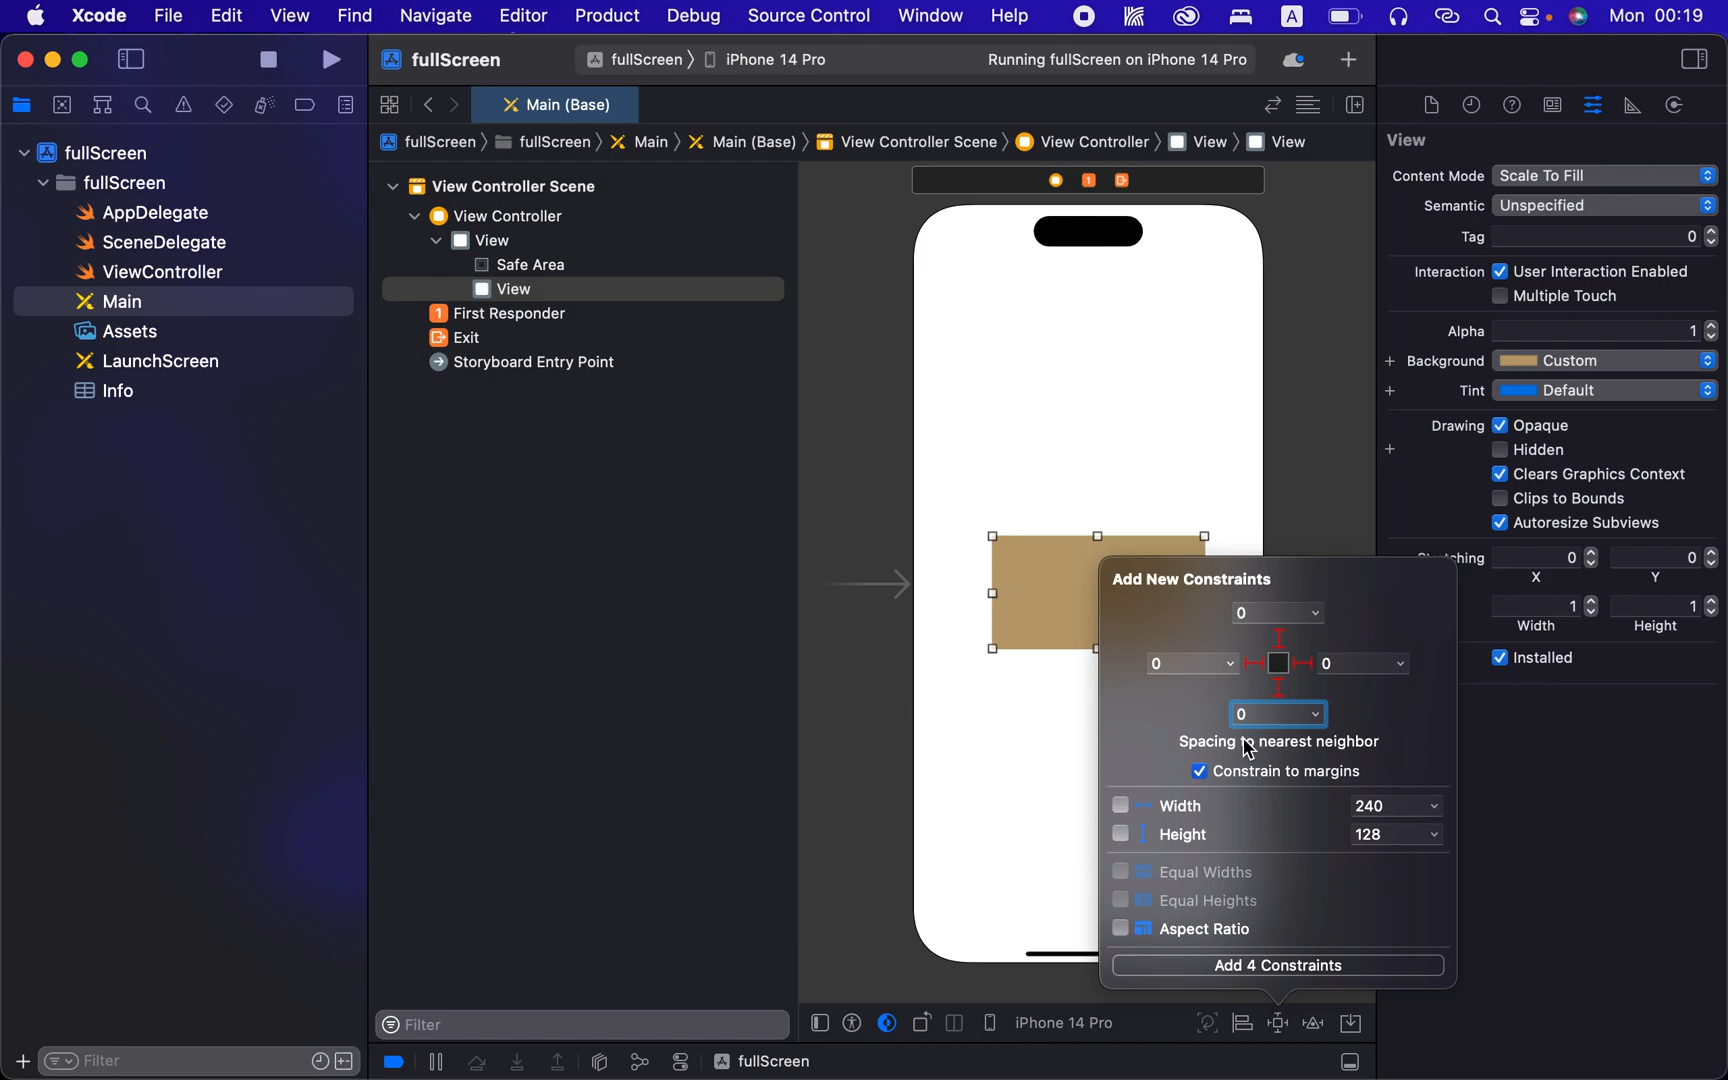 Xcode File Edit View Find Navigate Editor Product Debug Source Control Window Help A Mon 00:19
fullScreen fullScreen iPhone 14 Pro Running fullScreen on iPhone 14 Pro
Main (Base)
fullScreen fullScreen Main Main (Base) View Controller Scene View Controller View View
fullScreen
fullScreen
AppDelegate
SceneDelegate
ViewController
Main
Assets
LaunchScreen
Info
Filter
View Controller Scene
View Controller
View
Safe Area
View
1 First Responder
Exit
Storyboard Entry Point
Filter
1
Add New Constraints
0
0 0
0
Spacing to nearest neighbor
Constrain to margins
Width 240
Height 128
Equal Widths
Equal Heights
Aspect Ratio
Add 4 Constraints
iPhone 14 Pro
fullScreen
View
Content Mode Scale To Fill
Semantic Unspecified
Tag 0
Interaction User Interaction Enabled
Multiple Touch
Alpha 1
+ Background Custom
+ Tint Default
Drawing Opaque
+ Hidden
Clears Graphics Context
Clips to Bounds
Autoresize Subviews
0 0
X Y
1 1
Width Height
Installed